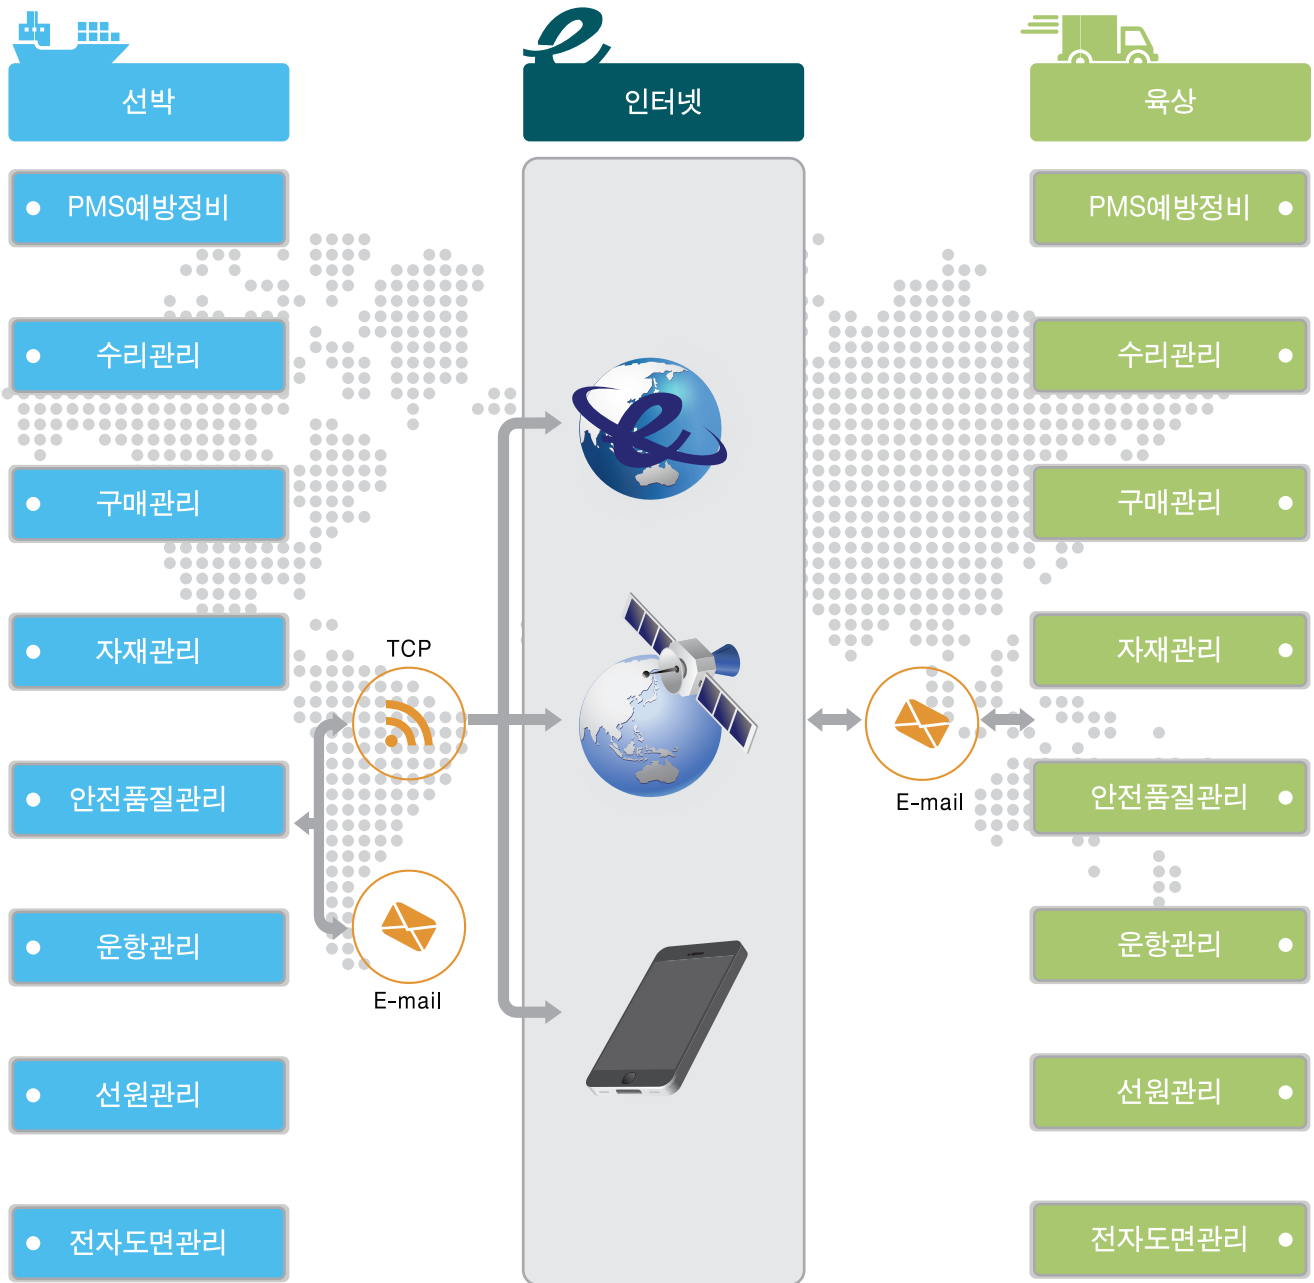 선박
인터넷
육상
PMS예방정비
PMS예방정비
수리관리
수리관리
구매관리
구매관리
자재관리
TCP
자재관리
안전품질관리
E-mail
안전품질관리
운항관리
E-mail
운항관리
선원관리
선원관리
전자도면관리
전자도면관리